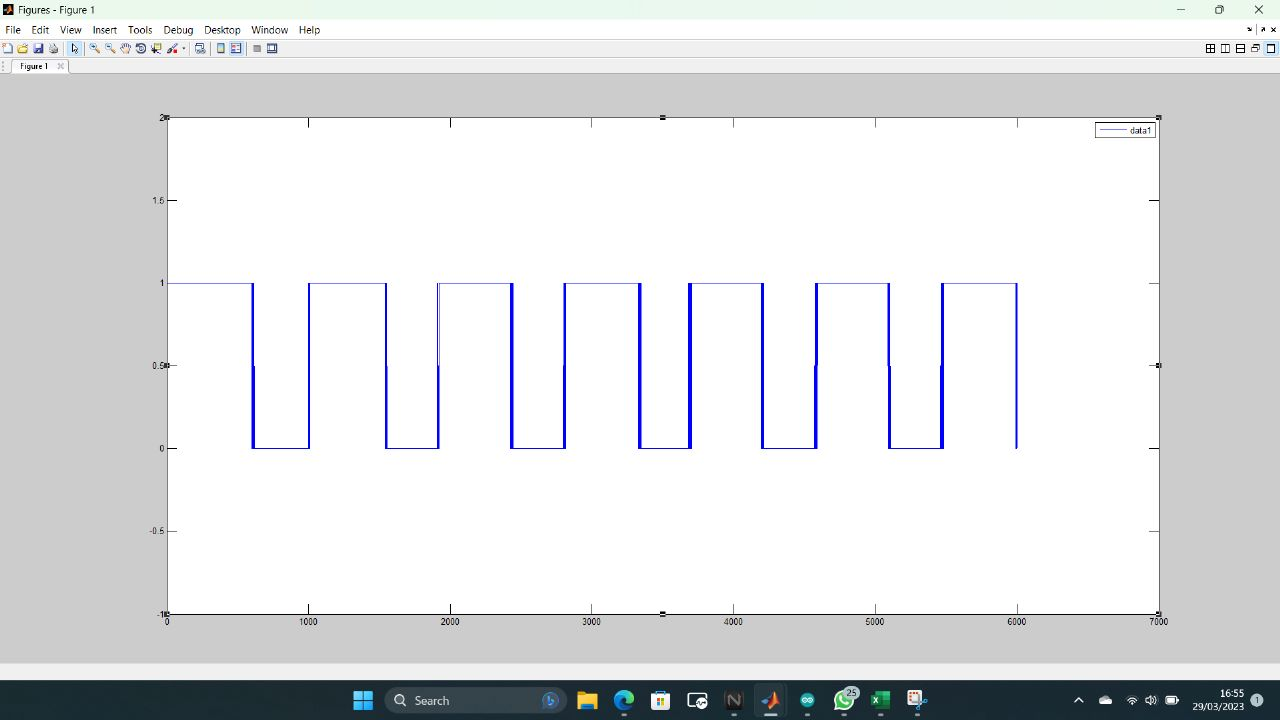 Figures - Figure 1
File Edit View Insert Tools Debug Desktop Window Help
Figure 1
2
data1
1.5
1
0.5
0
-0.5
-1
0 1000 2000 3000 4000 5000 6000 7000
Search
25
16:55
29/03/2023
1